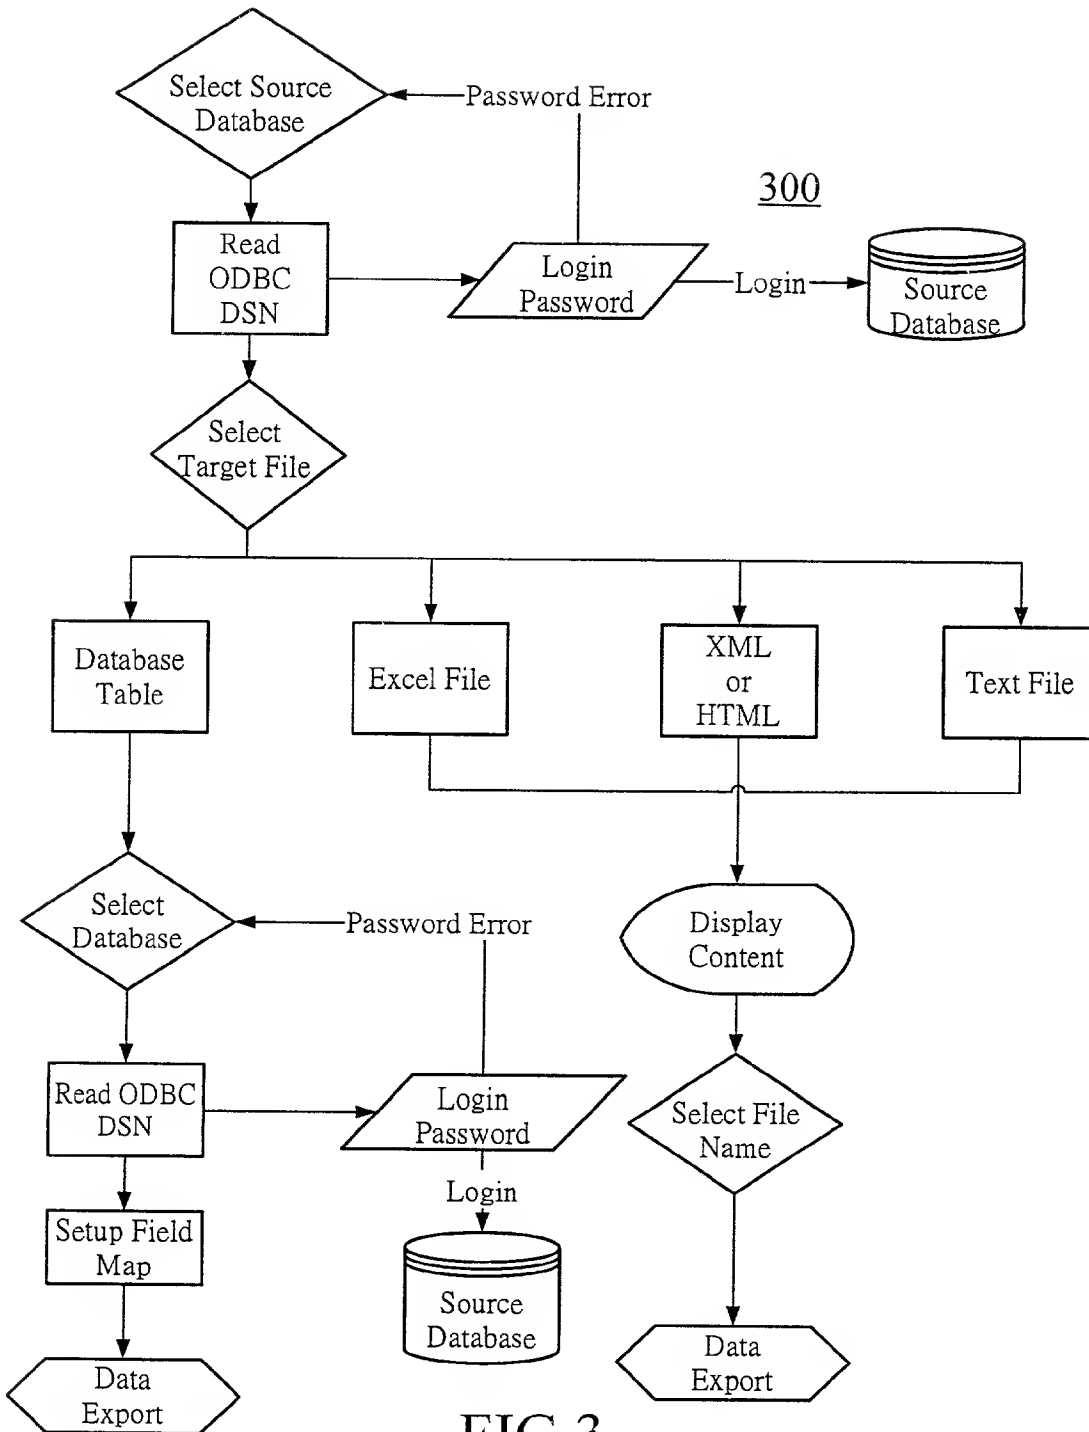 Select Source
Database
Password Error
300
Read
ODBC
DSN
Login
Password
Login
Source
Database
Select
Target File
Database
Table
Excel File
XML
or
HTML
Text File
Select
Database
Password Error
Display
Content
Read ODBC
DSN
Login
Password
Select File
Name
Login
Setup Field
Map
Source
Database
Data
Export
Data
Export
FIG.3